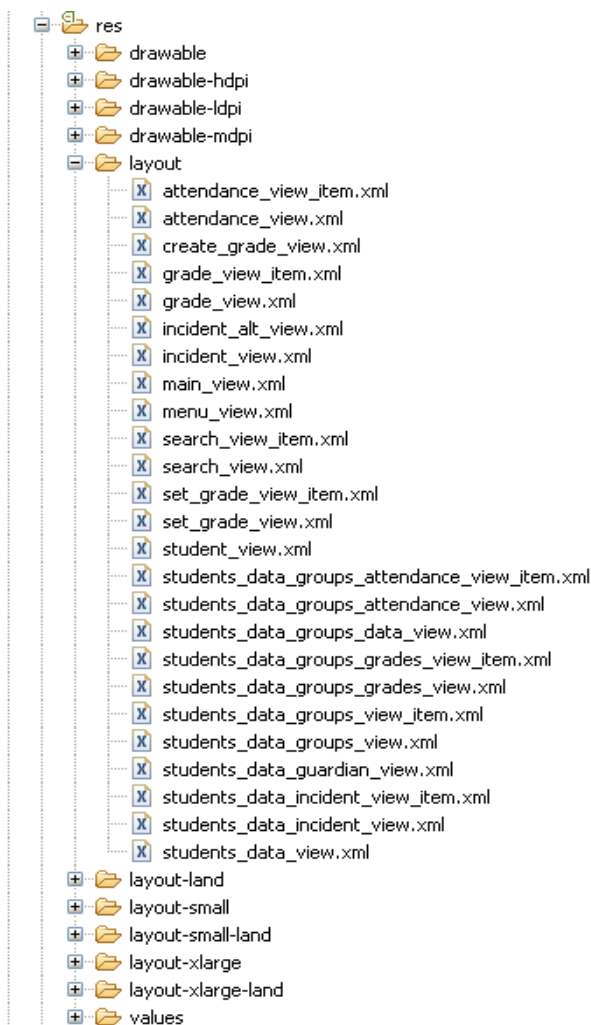 res
drawable
drawable-hdpi
drawable-ldpi
drawable-mdpi
layout
attendance_view_item.xml
attendance_view.xml
create_grade_view.xml
grade_view_item.xml
grade_view.xml
incident_alt_view.xml
incident_view.xml
main_view.xml
menu_view.xml
search_view_item.xml
search_view.xml
set_grade_view_item.xml
set_grade_view.xml
student_view.xml
students_data_groups_attendance_view_item.xml
students_data_groups_attendance_view.xml
students_data_groups_data_view.xml
students_data_groups_grades_view_item.xml
students_data_groups_grades_view.xml
students_data_groups_view_item.xml
students_data_groups_view.xml
students_data_guardian_view.xml
students_data_incident_view_item.xml
students_data_incident_view.xml
students_data_view.xml
layout-land
layout-small
layout-small-land
layout-xlarge
layout-xlarge-land
values